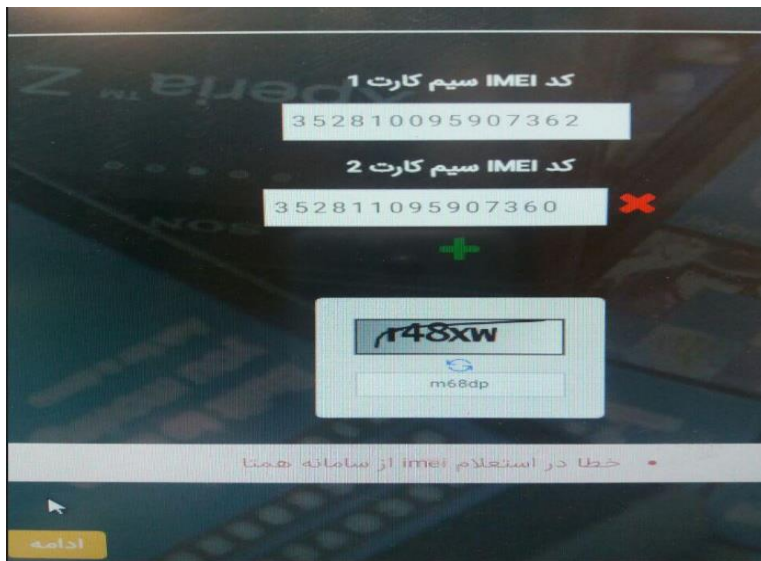 کد IMEI سیم کارت 1
352810095907362
کد IMEI سیم کارت 2
352811095907360
r48xw
m68dp
• خطا در استعلام imei از سامانه همتا
ادامه